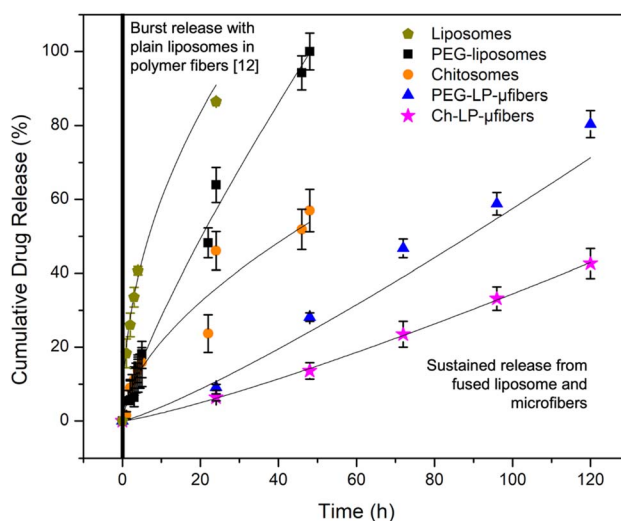 Burst release with
plain liposomes in
polymer fibers [12]
Liposomes
PEG-liposomes
Chitosomes
PEG-LP-µfibers
Ch-LP-µfibers
Cumulative Drug Release (%)
100
80
60
40
20
0
Sustained release from
fused liposome and
microfibers
0
20
40
60
80
100
120
Time (h)